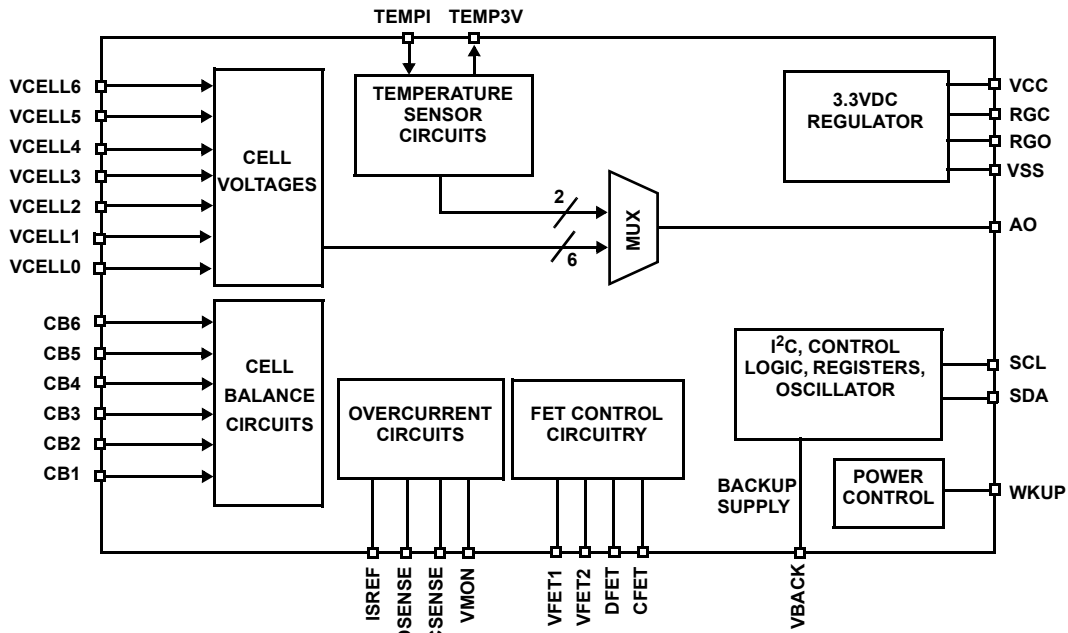 TEMPI TEMP3V
VCELL6
VCELL5
VCELL4
VCELL3
VCELL2
VCELL1
VCELL0
CELL
VOLTAGES
TEMPERATURE
SENSOR
CIRCUITS
3.3VDC
REGULATOR
VCC
RGC
RGO
VSS
2
6
MUX
AO
CB6
CB5
CB4
CB3
CB2
CB1
CELL
BALANCE
CIRCUITS
OVERCURRENT
CIRCUITS
FET CONTROL
CIRCUITRY
I²C, CONTROL
LOGIC, REGISTERS,
OSCILLATOR
SCL
SDA
BACKUP
SUPPLY
POWER
CONTROL
WKUP
ISREF
VMON
VFET1
VFET2
DFET
CFET
VBACK